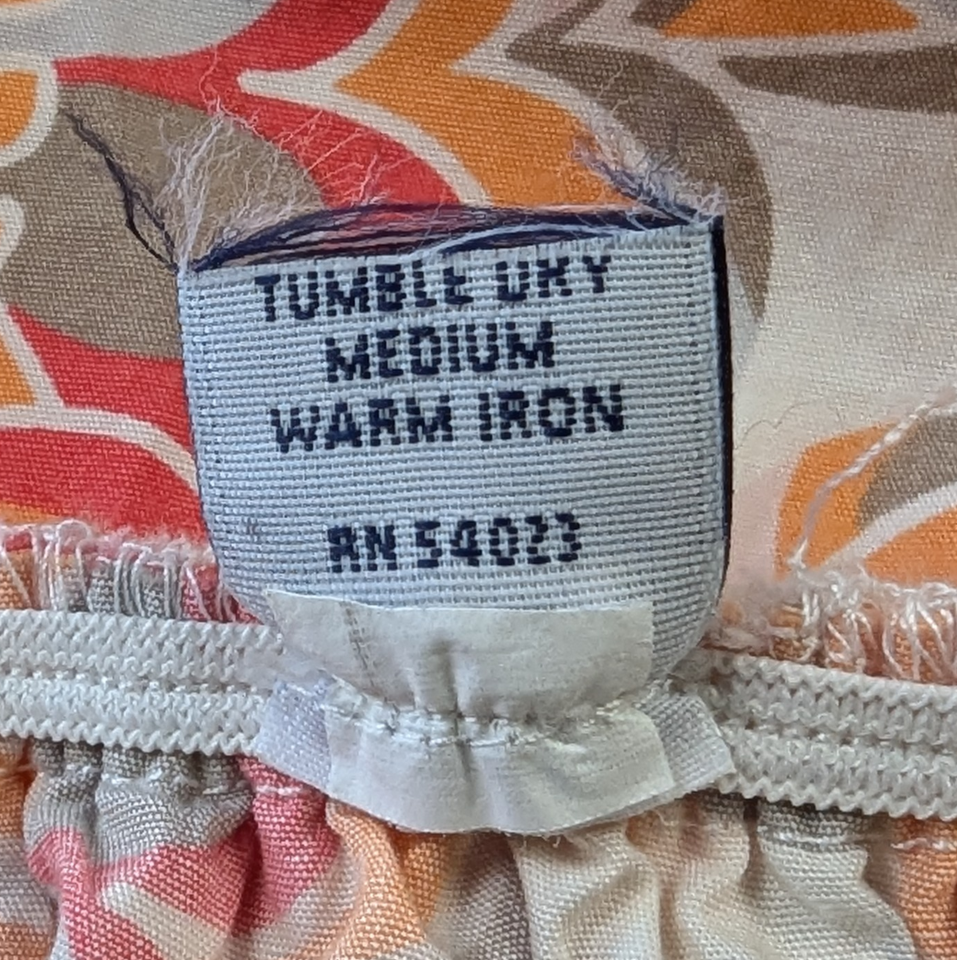 TUMBLE DRY
MEDIUM
WARM IRON
RN 54023